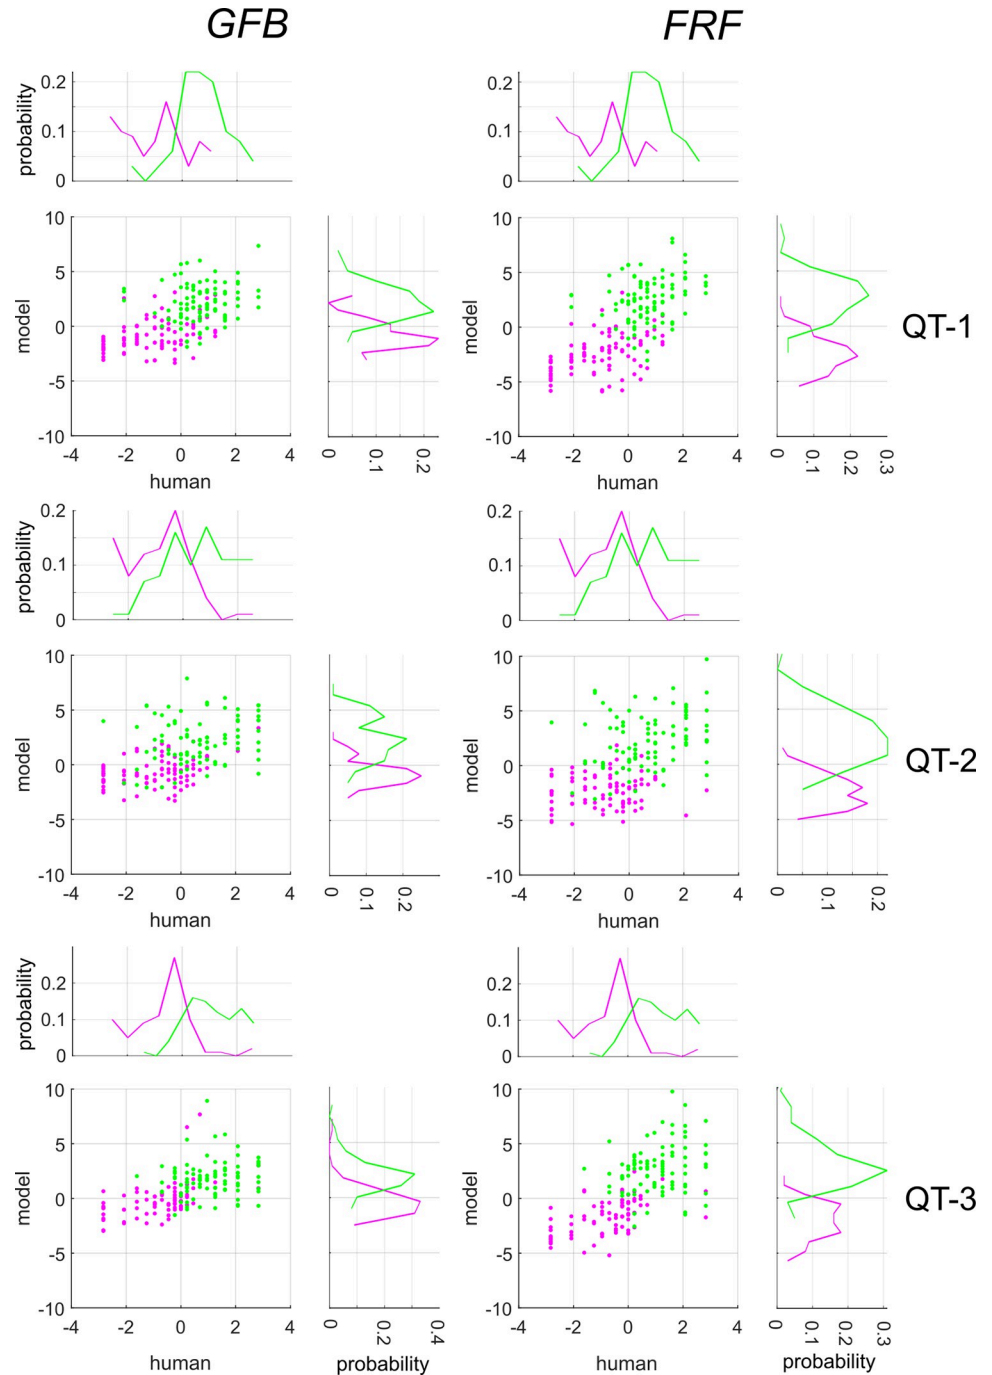 GFB FRF
probability 0.2 0.1 0
0.2 0.1 0
model 10 5 0 -5 -10
-4 -2 0 2 4
human
0 0.1 0.2
model 10 5 0 -5 -10
-4 -2 0 2 4
human
0 0.1 0.2 0.3
QT-1
probability 0.2 0.1 0
0.2 0.1 0
model 10 5 0 -5 -10
-4 -2 0 2 4
human
0 0.1 0.2
model 10 5 0 -5 -10
-4 -2 0 2 4
human
0 0.1 0.2
QT-2
probability 0.2 0.1 0
0.2 0.1 0
model 10 5 0 -5 -10
-4 -2 0 2 4
human
0 0.2 0.4
probability
model 10 5 0 -5 -10
-4 -2 0 2 4
human
0 0.1 0.2 0.3
probability
QT-3